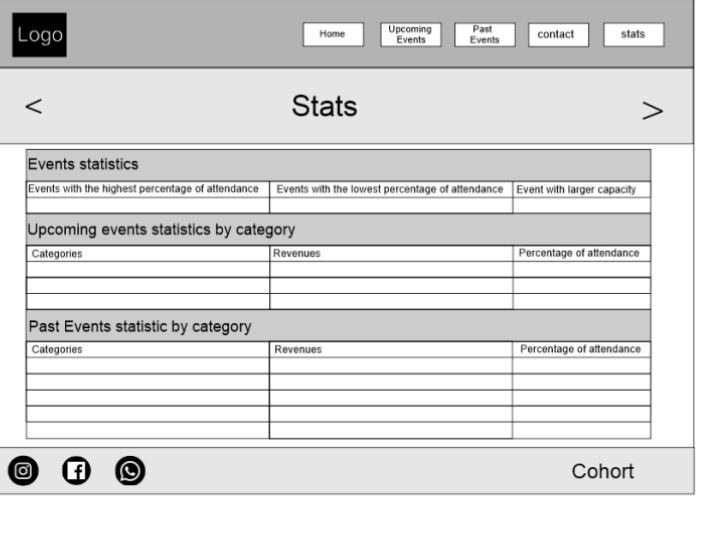 Logo
Home
Upcoming
Events
Past
Events
contact
stats
<
Stats
>
Events statistics
Events with the highest percentage of attendance
Events with the lowest percentage of attendance
Event with larger capacity
Upcoming events statistics by category
Categories
Revenues
Percentage of attendance
Past Events statistic by category
Categories
Revenues
Percentage of attendance
Cohort